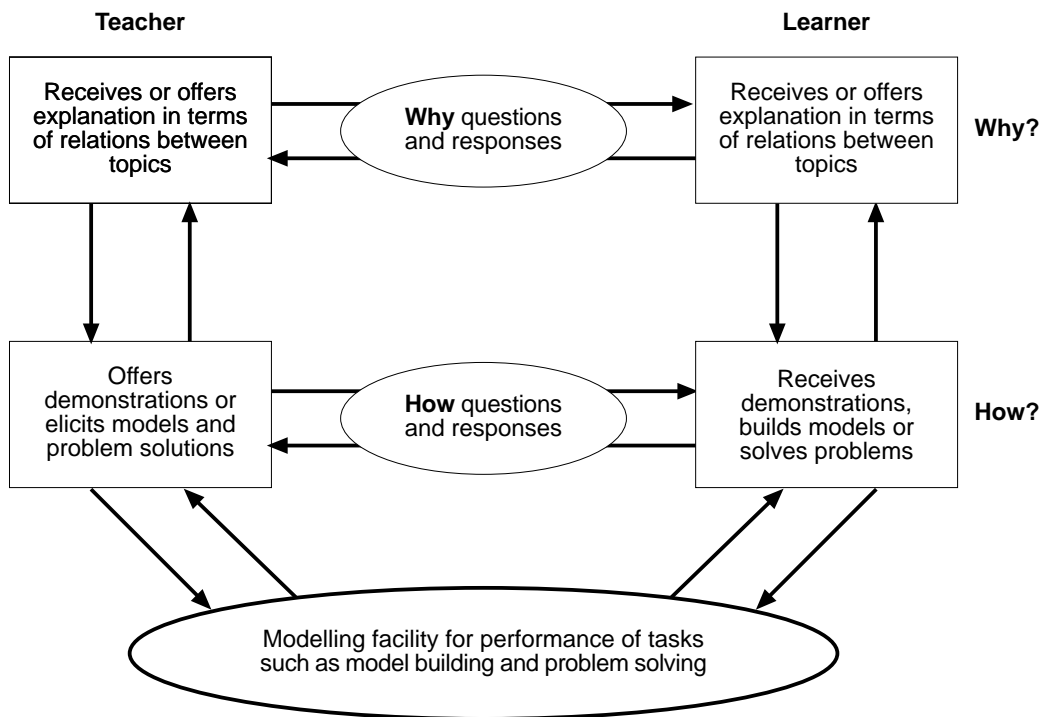 Teacher
Learner
Receives or offers
explanation in terms
of relations between
topics
Why questions
and responses
Receives or offers
explanation in terms
of relations between
topics
Why?
Offers
demonstrations or
elicits models and
problem solutions
How questions
and responses
Receives
demonstrations,
builds models or
solves problems
How?
Modelling facility for performance of tasks
such as model building and problem solving